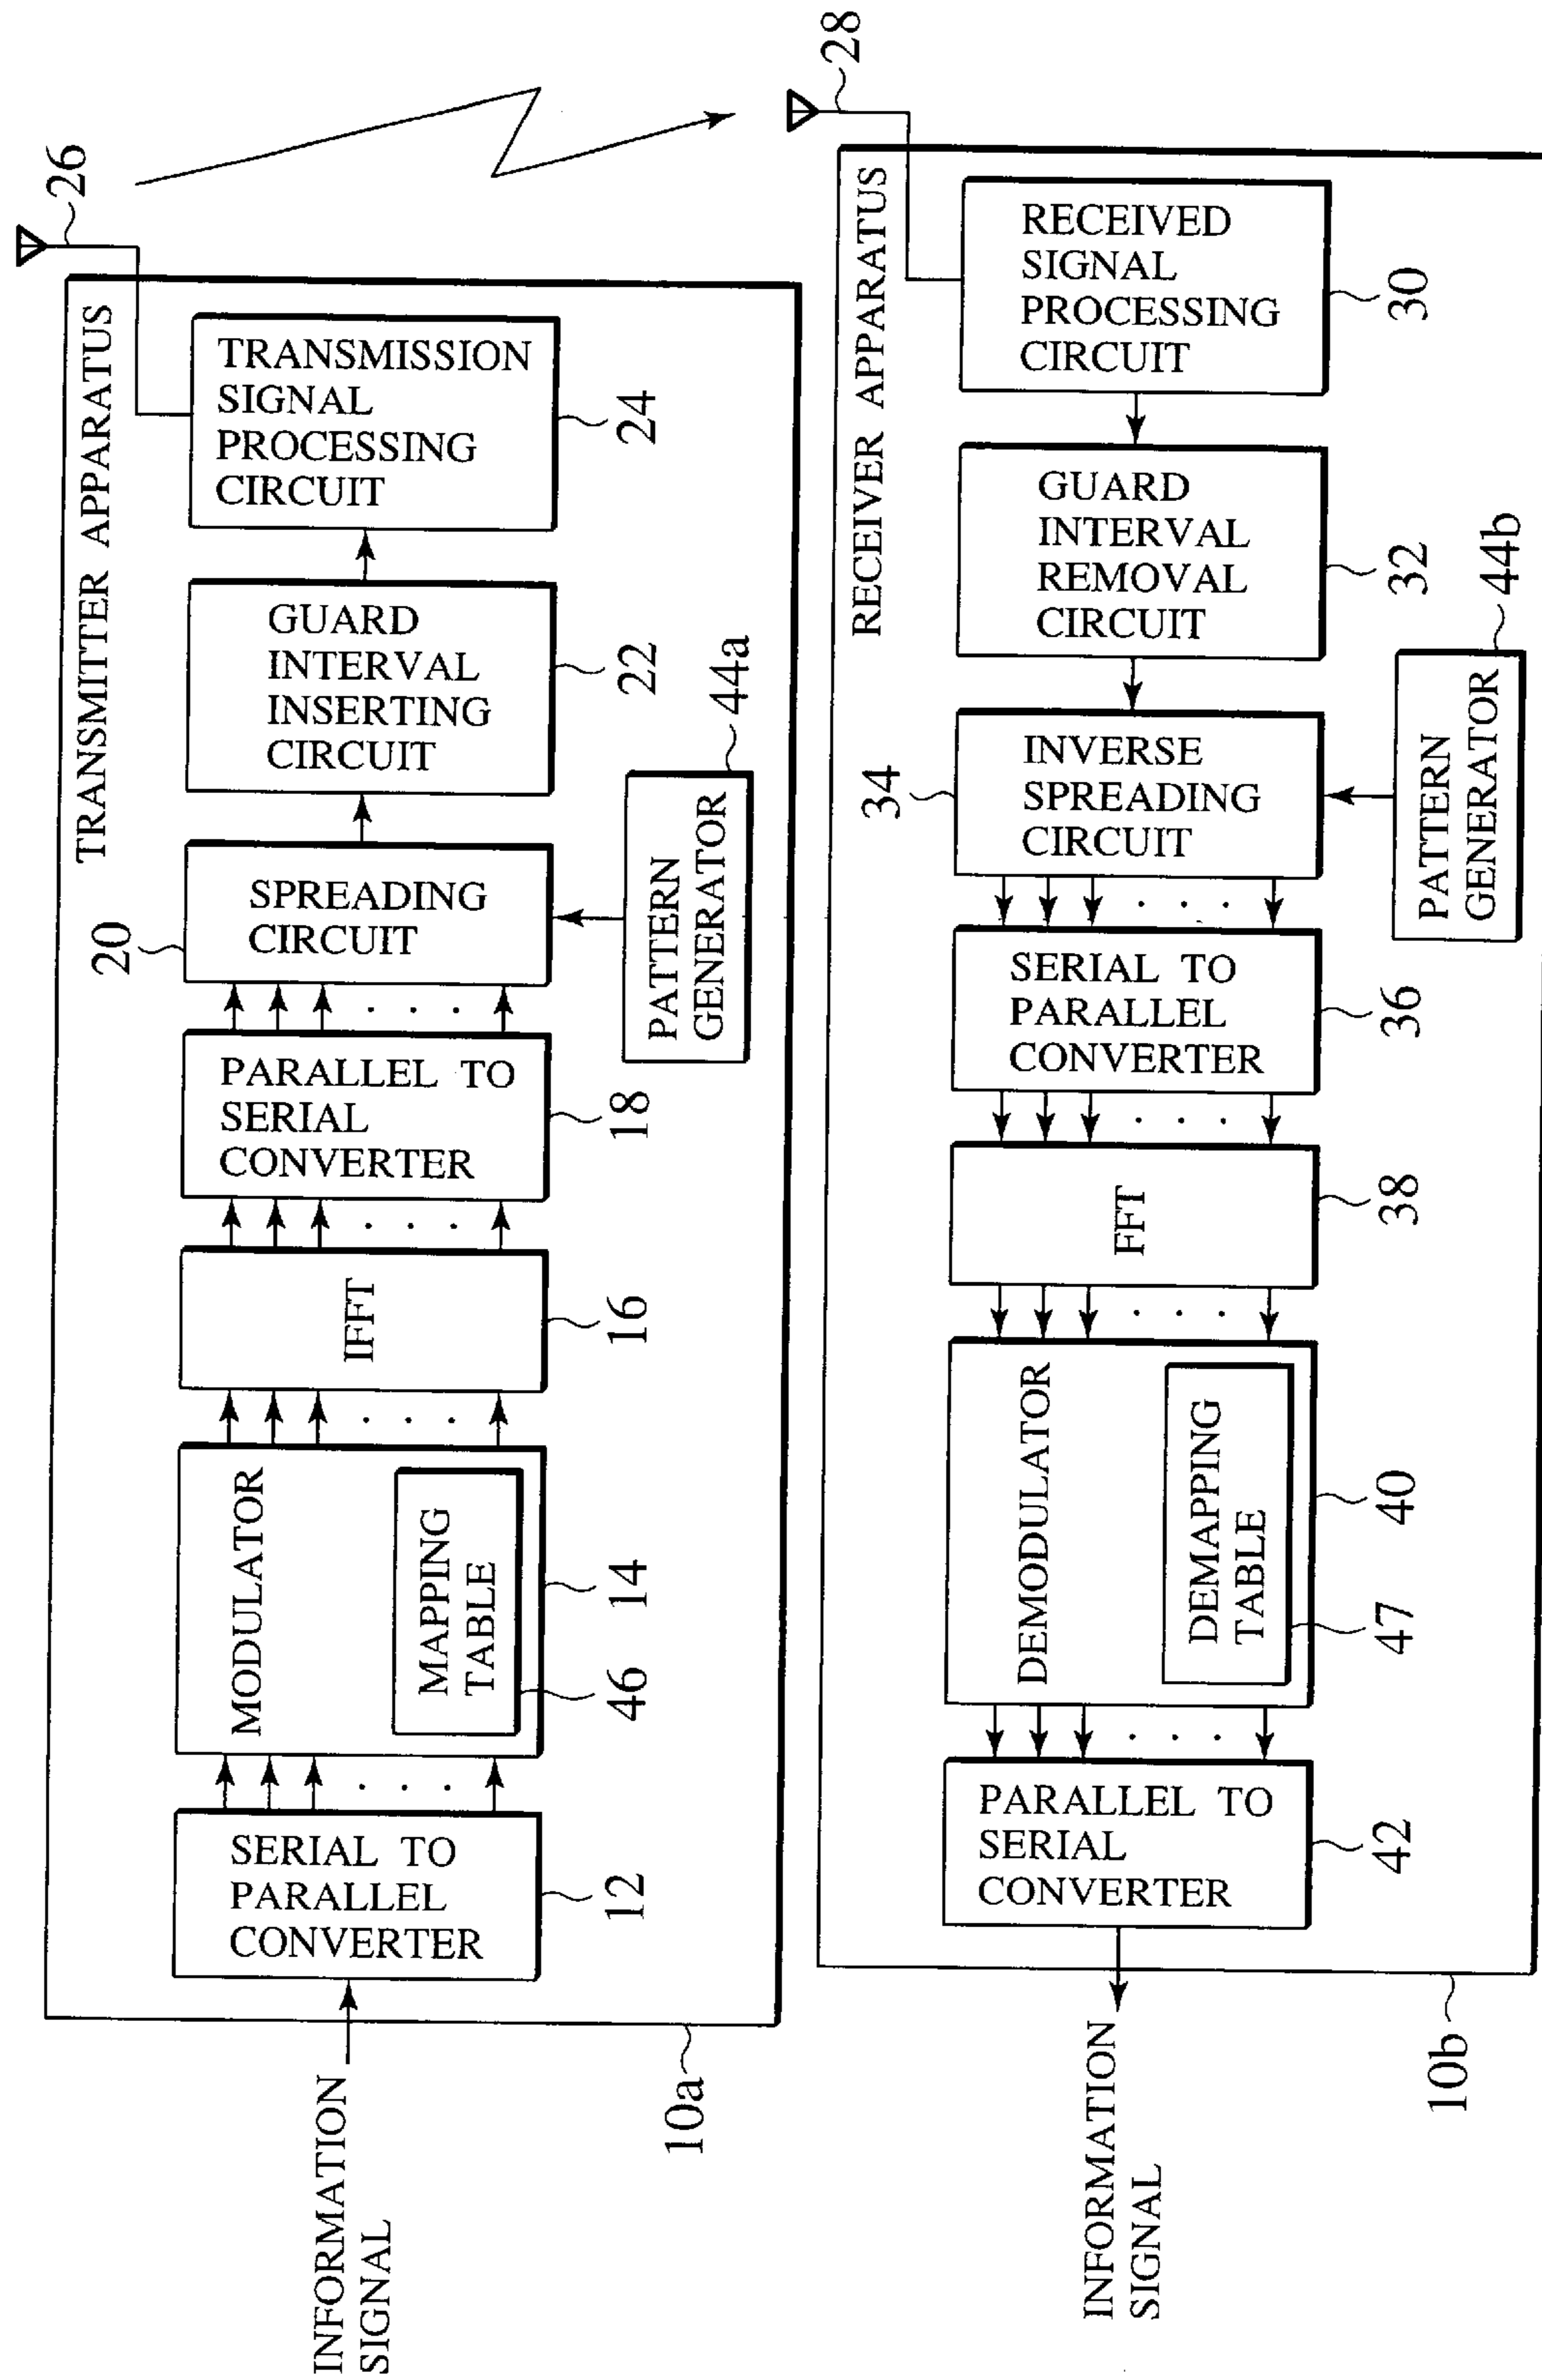 TRANSMITTER APPARATUS
26
INFORMATION
SIGNAL
SERIAL TO
PARALLEL
CONVERTER
12
MODULATOR
MAPPING
TABLE
46
14
IFFT
16
PARALLEL TO
SERIAL
CONVERTER
18
20
SPREADING
CIRCUIT
PATTERN
GENERATOR
44a
GUARD
INTERVAL
INSERTING
CIRCUIT
22
TRANSMISSION
SIGNAL
PROCESSING
CIRCUIT
24
10a
28
RECEIVER APPARATUS
INFORMATION
SIGNAL
PARALLEL TO
SERIAL
CONVERTER
42
DEMODULATOR
DEMAPPING
TABLE
47
40
FFT
38
SERIAL TO
PARALLEL
CONVERTER
36
34
INVERSE
SPREADING
CIRCUIT
PATTERN
GENERATOR
44b
GUARD
INTERVAL
REMOVAL
CIRCUIT
32
RECEIVED
SIGNAL
PROCESSING
CIRCUIT
30
10b